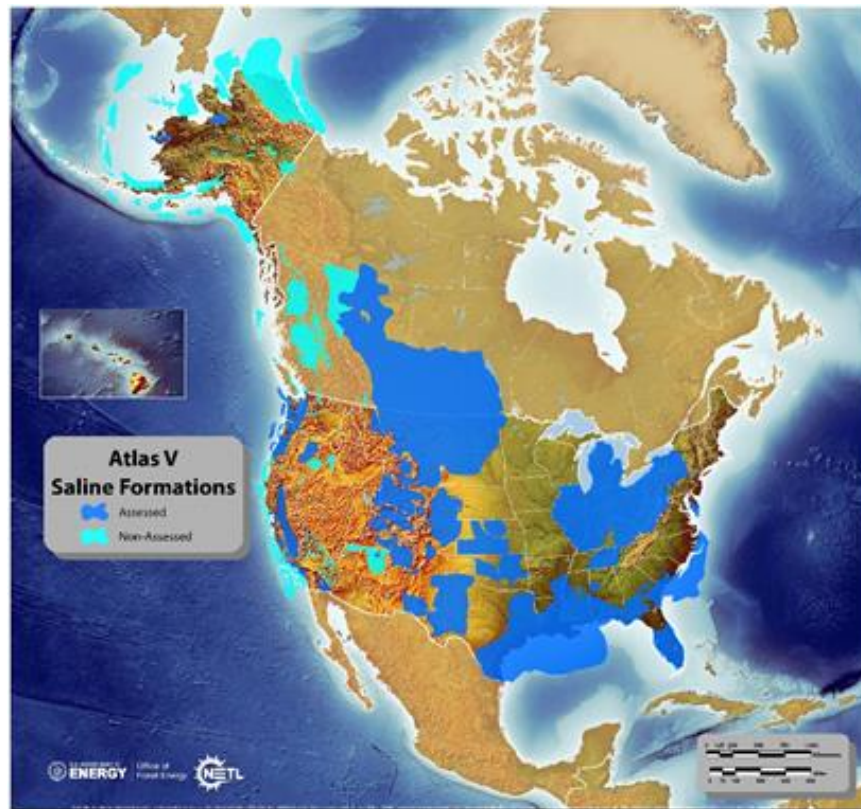 Atlas V
Saline Formations
Assessed
Non-Assessed
ENERGY
Office of
Fossil Energy
NETL